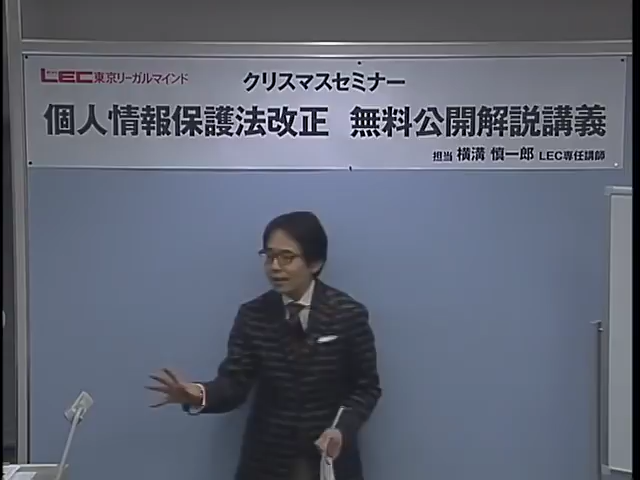 LEC東京リーガルマインド
クリスマスセミナー
個人情報保護法改正 無料公開解説講義
担当 横溝 慎一郎 LEC専任講師